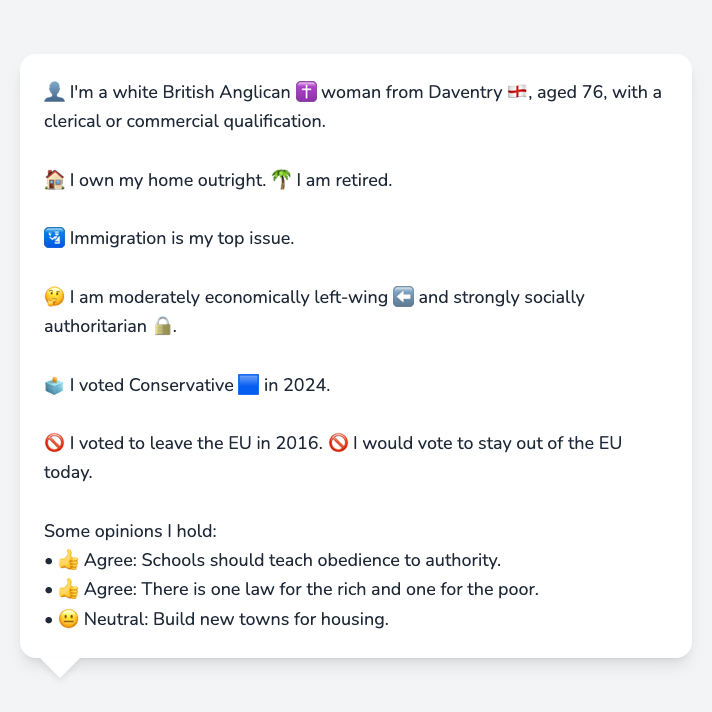 👤 I'm a white British Anglican ✝️ woman from Daventry 🏴󠁧󠁢󠁥󠁮󠁧󠁿, aged 76, with a
clerical or commercial qualification.
🏠 I own my home outright. 🌴 I am retired.
🛂 Immigration is my top issue.
🤔 I am moderately economically left-wing ⬅️ and strongly socially
authoritarian 🔒.
🗳️ I voted Conservative 🟦 in 2024.
🚫 I voted to leave the EU in 2016. 🚫 I would vote to stay out of the EU
today.
Some opinions I hold:
• 👍 Agree: Schools should teach obedience to authority.
• 👍 Agree: There is one law for the rich and one for the poor.
• 😐 Neutral: Build new towns for housing.